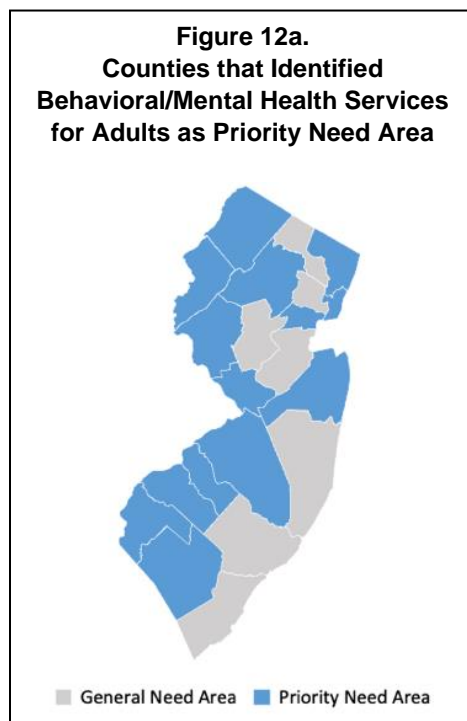 Figure 12a.
Counties that Identified
Behavioral/Mental Health Services
for Adults as Priority Need Area
General Need Area Priority Need Area